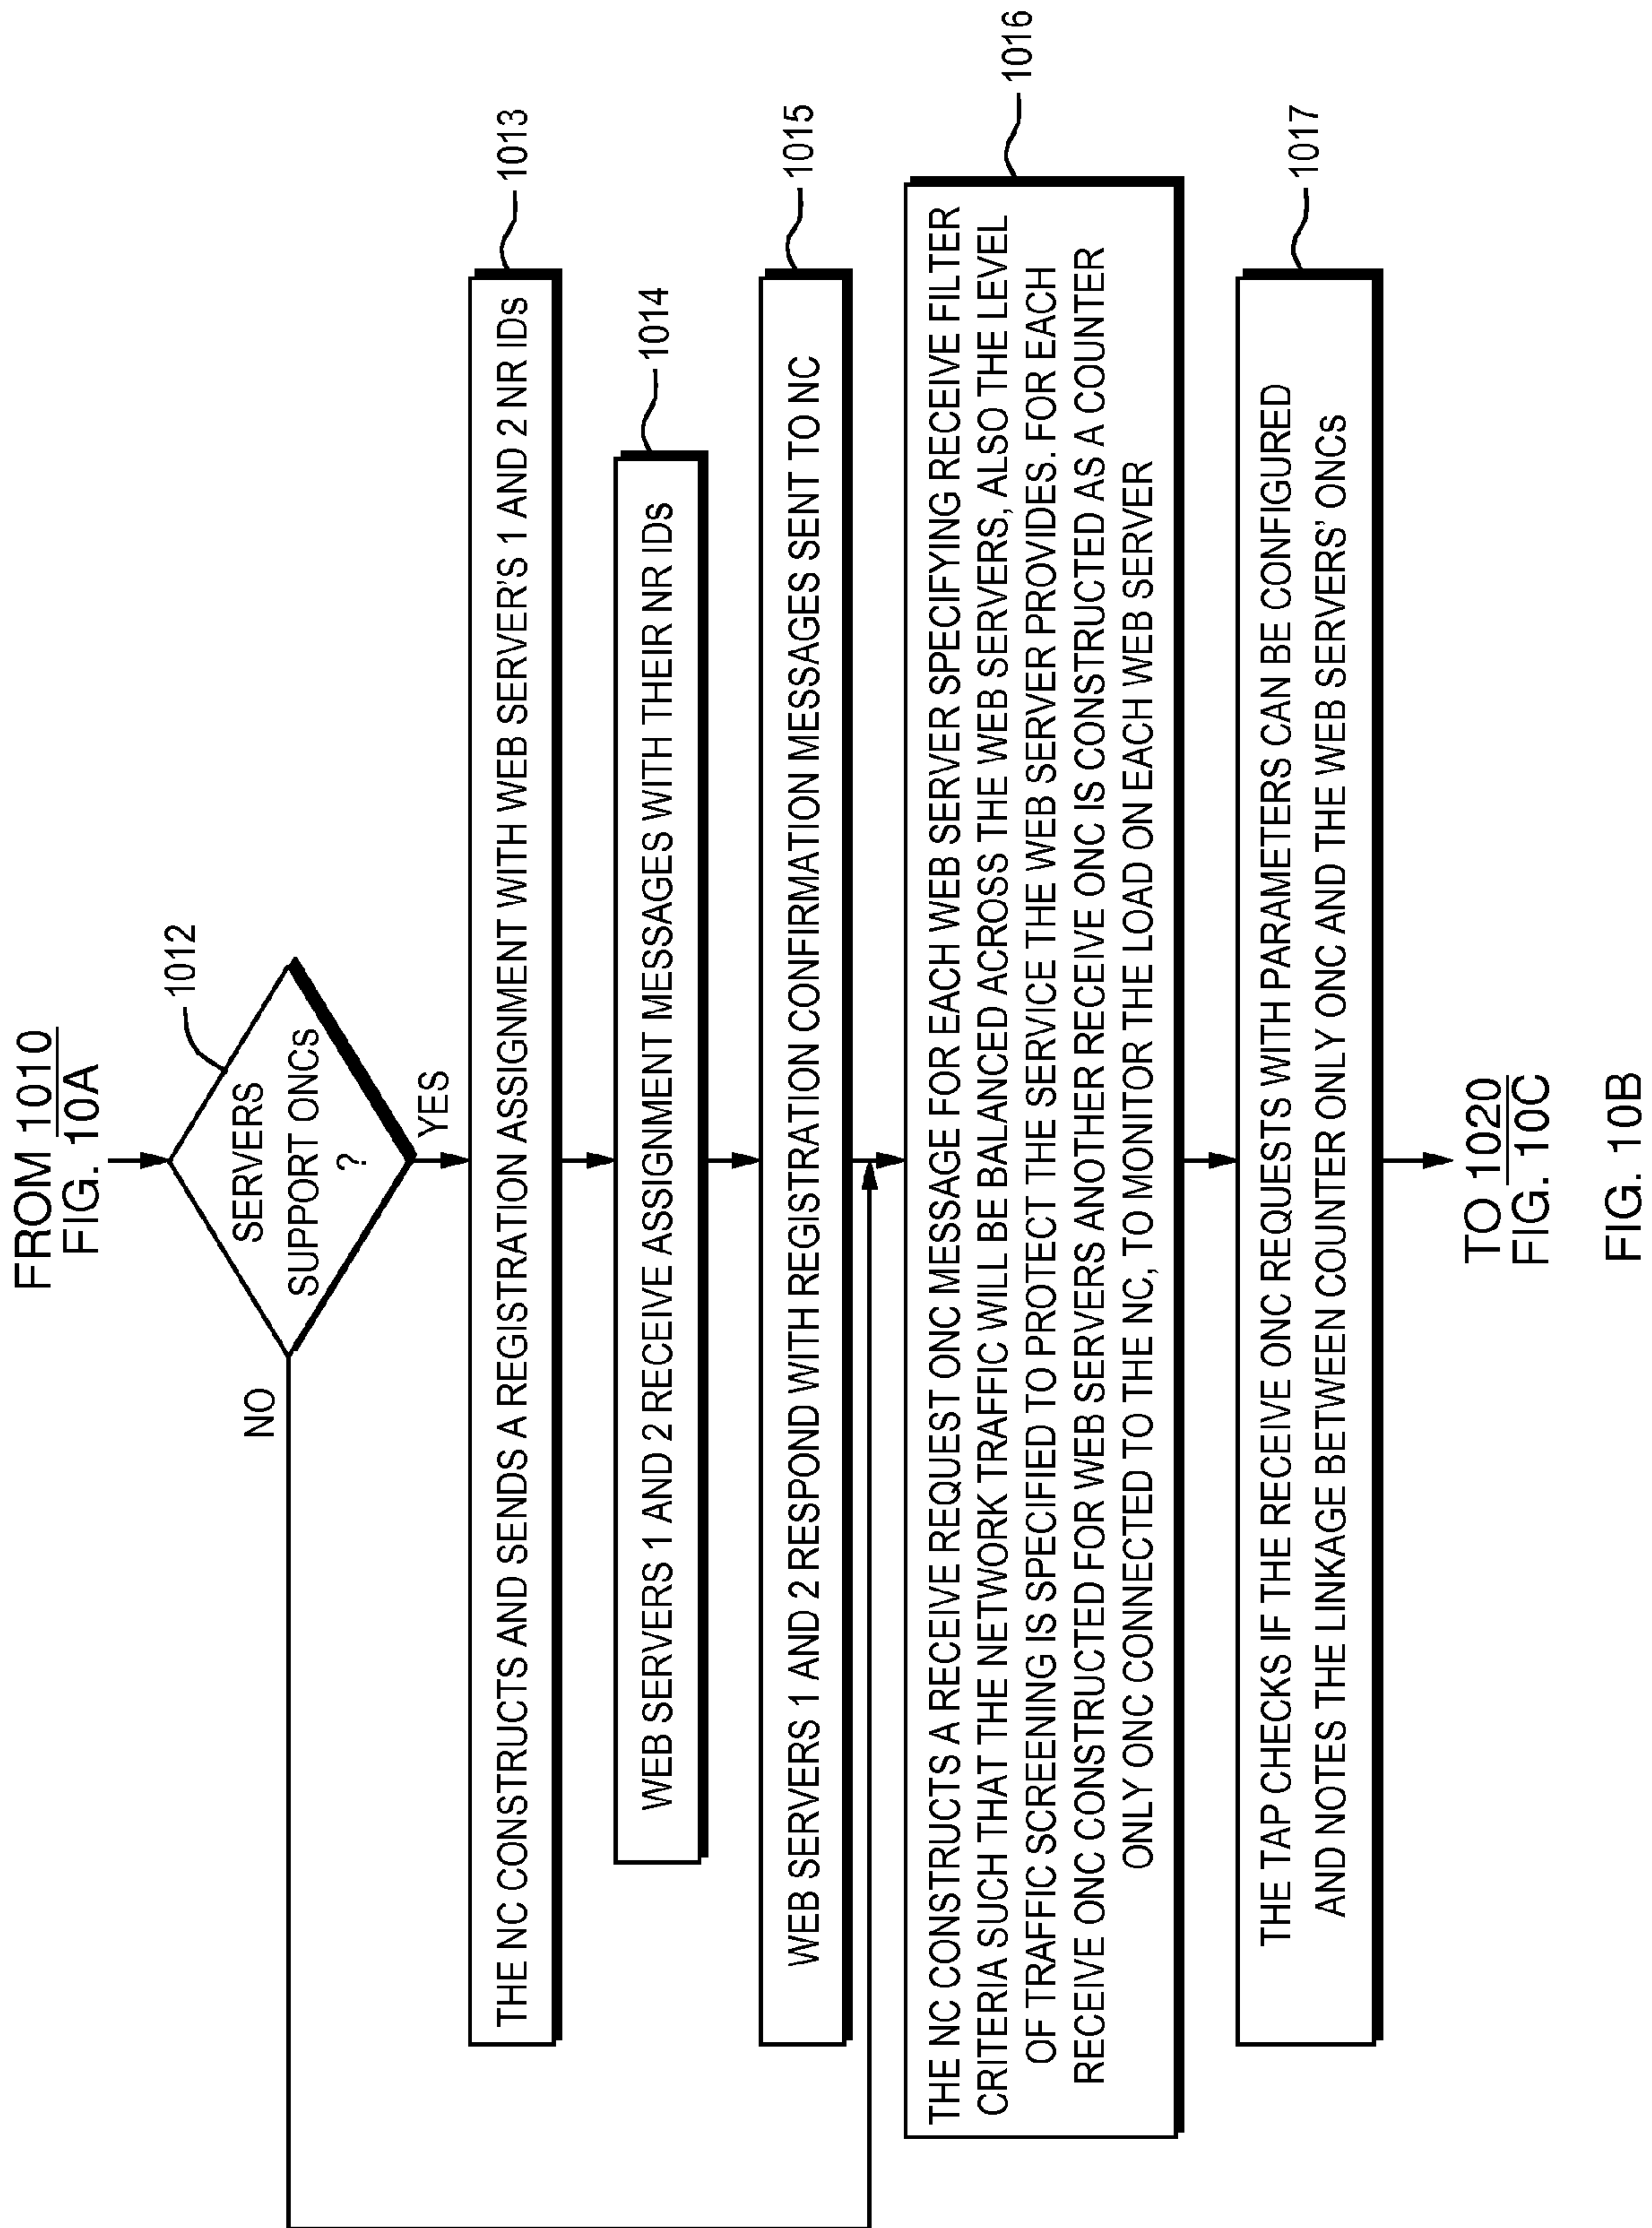 FROM 1010
FIG. 10A
1012
SERVERS
SUPPORT ONCs
?
NO
YES
THE NC CONSTRUCTS AND SENDS A REGISTRATION ASSIGNMENT WITH WEB SERVER'S 1 AND 2 NR IDs
1013
WEB SERVERS 1 AND 2 RECEIVE ASSIGNMENT MESSAGES WITH THEIR NR IDs
1014
WEB SERVERS 1 AND 2 RESPOND WITH REGISTRATION CONFIRMATION MESSAGES SENT TO NC
1015
THE NC CONSTRUCTS A RECEIVE REQUEST ONC MESSAGE FOR EACH WEB SERVER SPECIFYING RECEIVE FILTER
CRITERIA SUCH THAT THE NETWORK TRAFFIC WILL BE BALANCED ACROSS THE WEB SERVERS, ALSO THE LEVEL
OF TRAFFIC SCREENING IS SPECIFIED TO PROTECT THE SERVICE THE WEB SERVER PROVIDES. FOR EACH
RECEIVE ONC CONSTRUCTED FOR WEB SERVERS ANOTHER RECEIVE ONC IS CONSTRUCTED AS A COUNTER
ONLY ONC CONNECTED TO THE NC, TO MONITOR THE LOAD ON EACH WEB SERVER
1016
THE TAP CHECKS IF THE RECEIVE ONC REQUESTS WITH PARAMETERS CAN BE CONFIGURED
AND NOTES THE LINKAGE BETWEEN COUNTER ONLY ONC AND THE WEB SERVERS' ONCs
1017
TO 1020
FIG. 10C
FIG. 10B